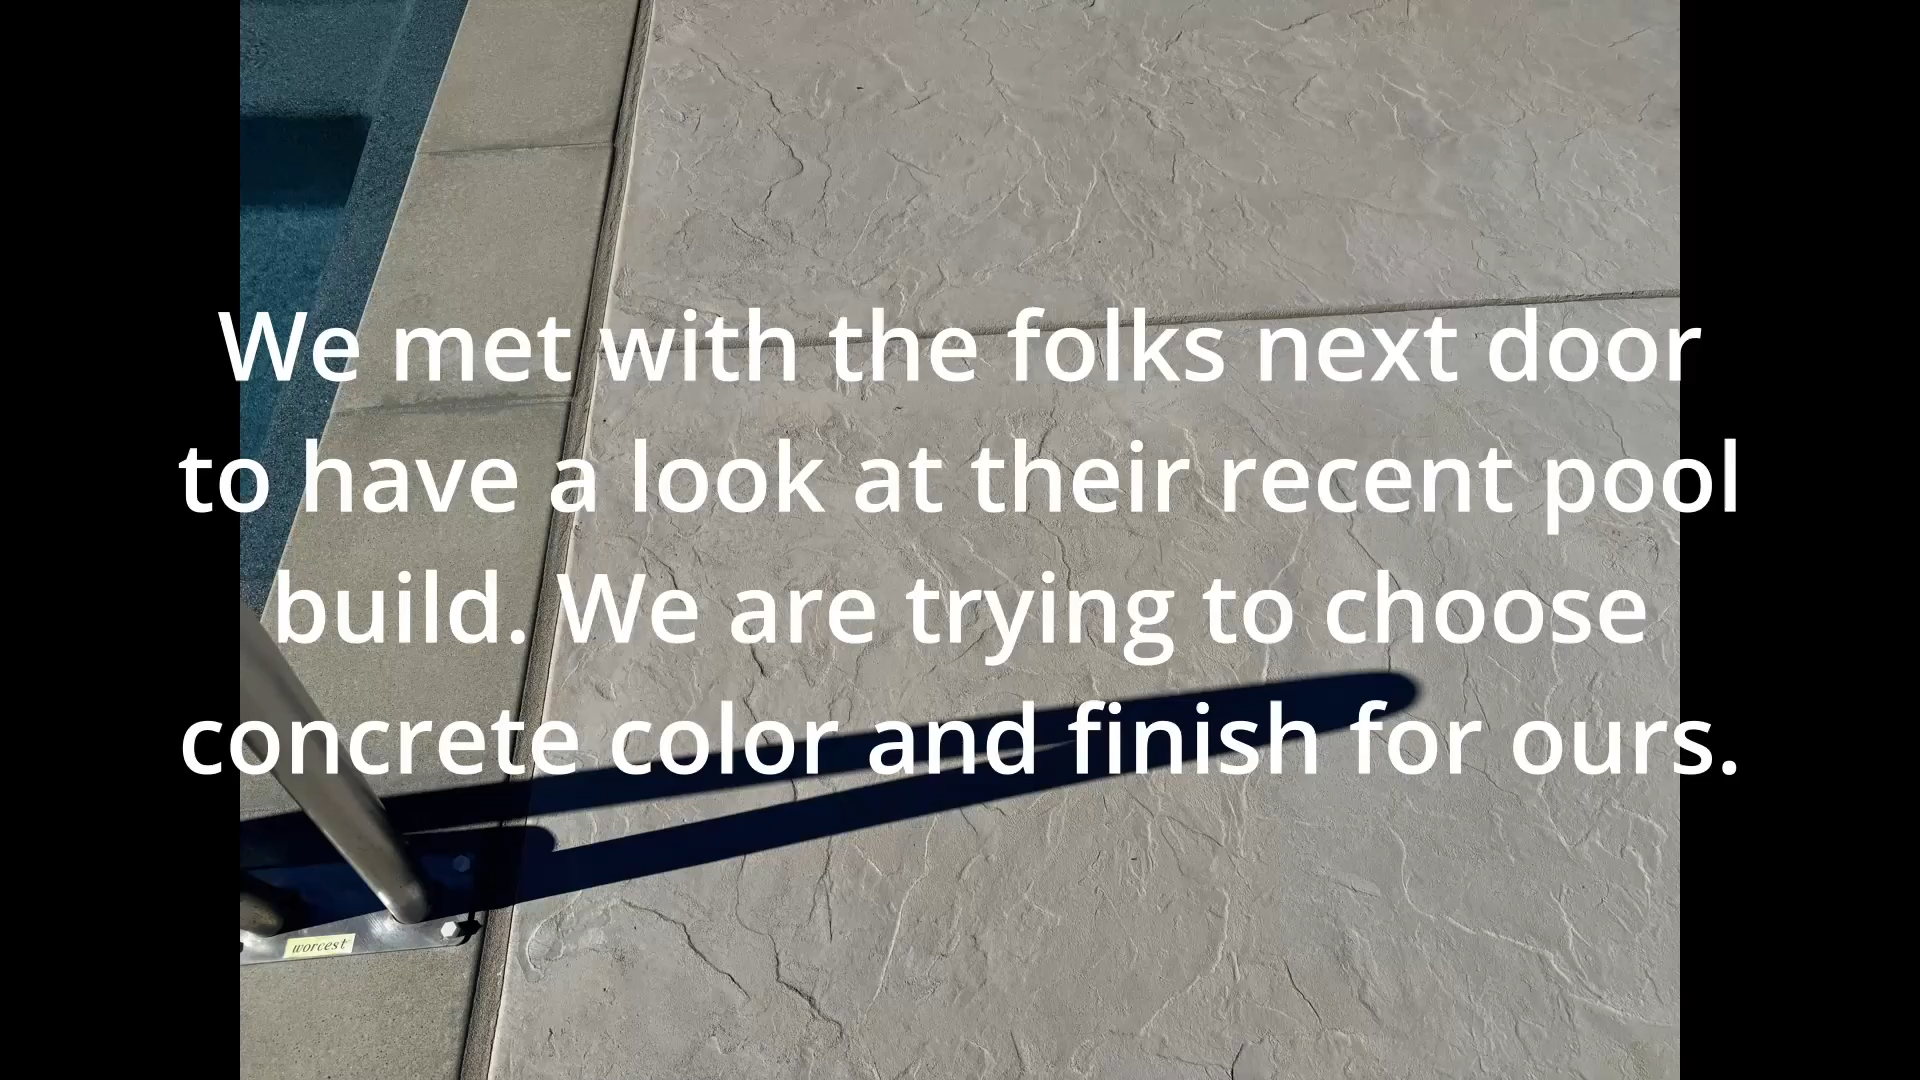 We met with the folks next door
to have a look at their recent pool
build. We are trying to choose
concrete color and finish for ours.
worcest